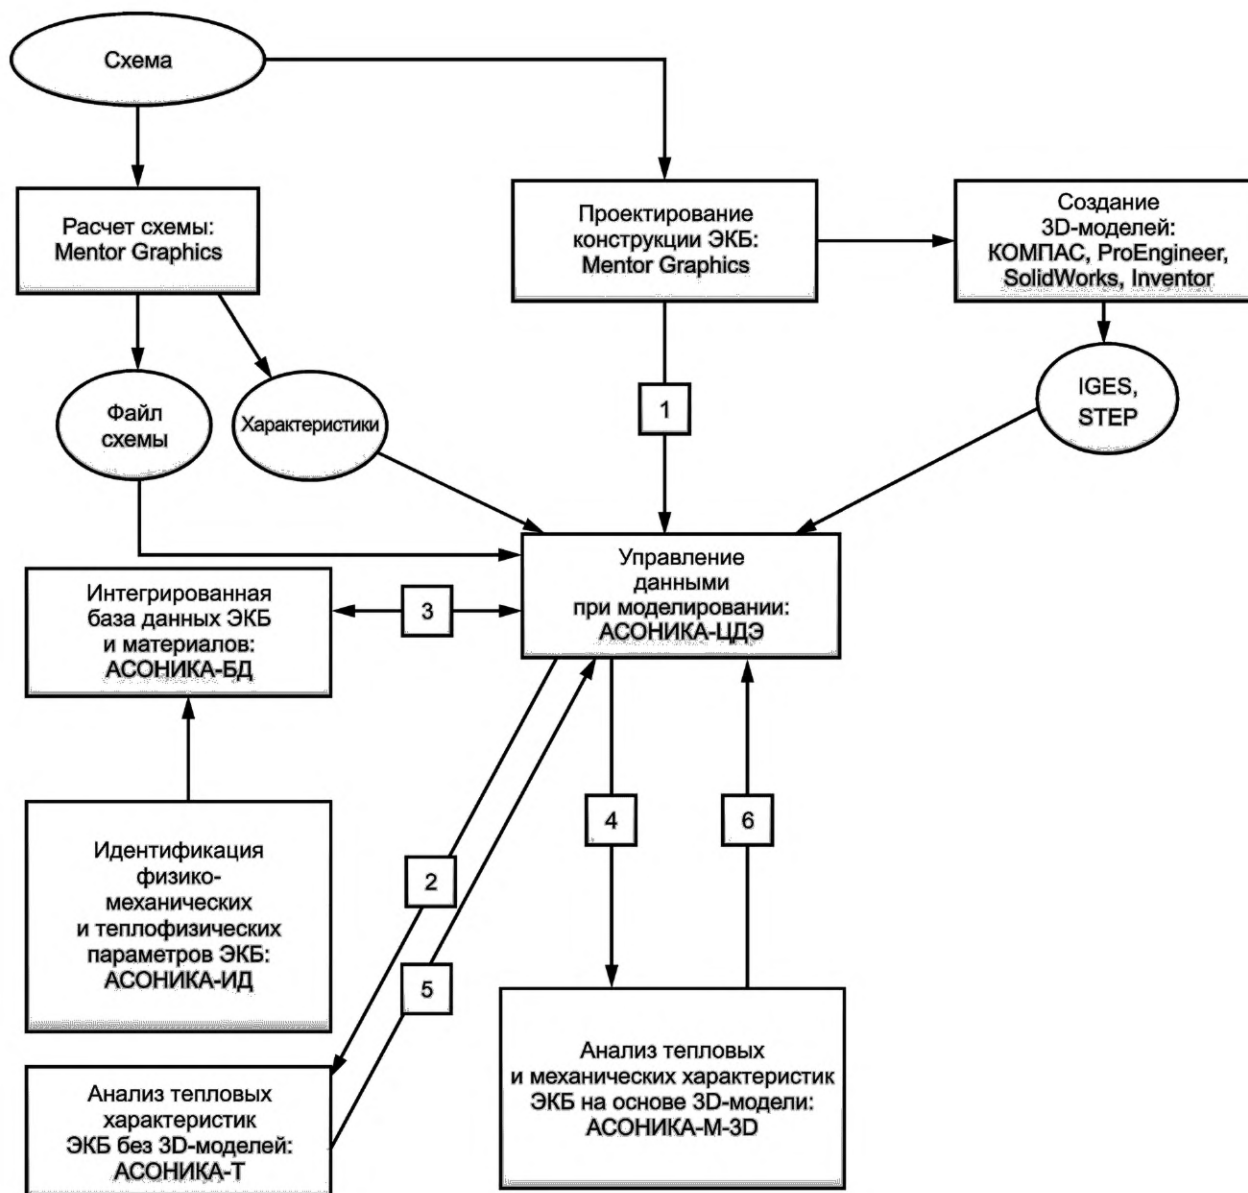 Схема
Расчет схемы:
Mentor Graphics
Проектирование
конструкции ЭКБ:
Mentor Graphics
Создание
3D-моделей:
КОМПАС, ProEngineer,
SolidWorks, Inventor
Файл
схемы
Характеристики
1
IGES,
STEP
Управление
данными
при моделировании:
АСОНИКА-ЦДЭ
Интегрированная
база данных ЭКБ
и материалов:
АСОНИКА-БД
3
Идентификация
физико-
механических
и теплофизических
параметров ЭКБ:
АСОНИКА-ИД
2
4
6
5
Анализ тепловых
характеристик
ЭКБ без 3D-моделей:
АСОНИКА-Т
Анализ тепловых
и механических характеристик
ЭКБ на основе 3D-модели:
АСОНИКА-М-3D